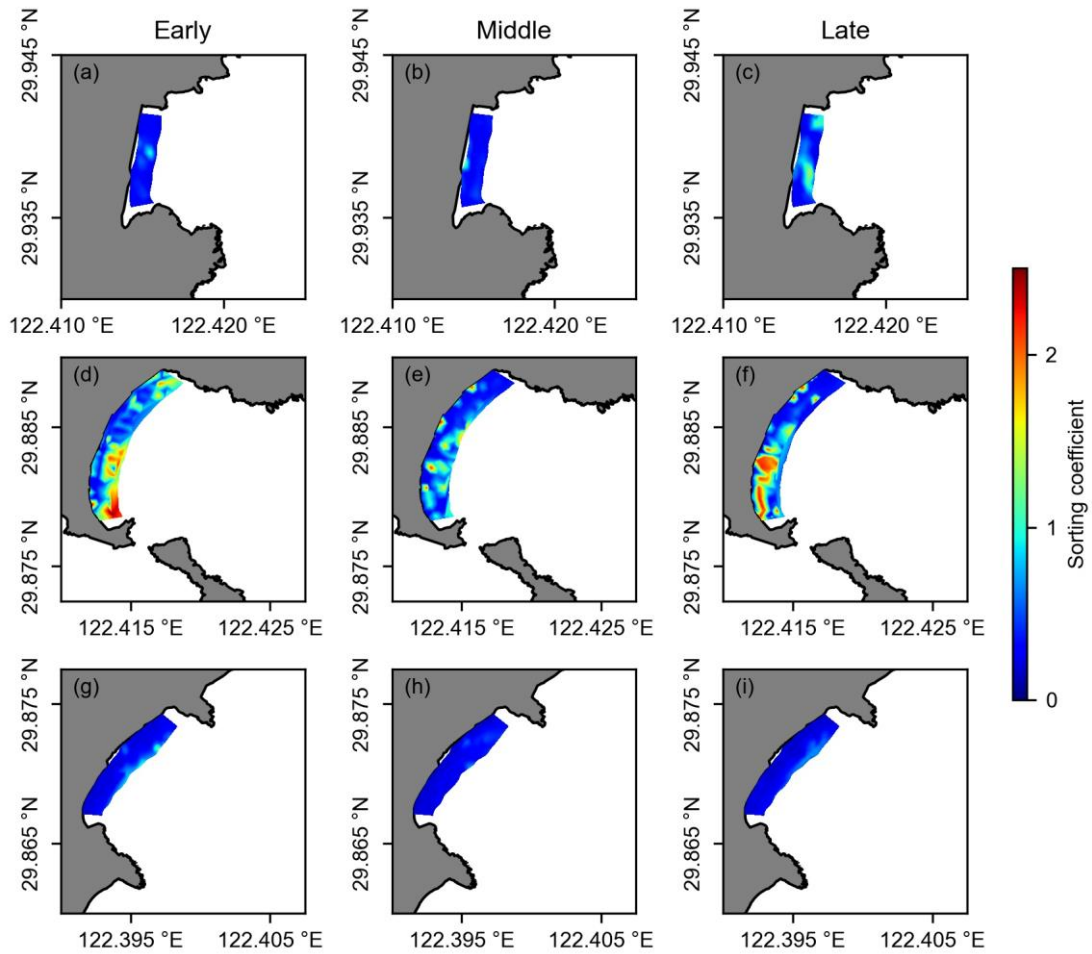 Early Middle Late
(a) (b) (c)
29.945 °N 29.945 °N 29.945 °N
29.935 °N 29.935 °N 29.935 °N
122.410 °E 122.420 °E 122.410 °E 122.420 °E 122.410 °E 122.420 °E
(d) (e) (f)
29.885 °N 29.885 °N 29.885 °N
29.875 °N 29.875 °N 29.875 °N
122.415 °E 122.425 °E 122.415 °E 122.425 °E 122.415 °E 122.425 °E
(g) (h) (i)
29.875 °N 29.875 °N 29.875 °N
29.865 °N 29.865 °N 29.865 °N
122.395 °E 122.405 °E 122.395 °E 122.405 °E 122.395 °E 122.405 °E
2
1
0
Sorting coefficient